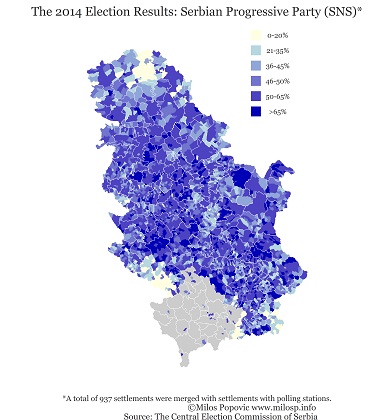 The 2014 Election Results: Serbian Progressive Party (SNS)*
0-20%
21-35%
36-45%
46-50%
50-65%
>65%
*A total of 937 settlements were merged with settlements with polling stations.
©Milos Popovic www.milosp.info
Source: The Central Election Commission of Serbia